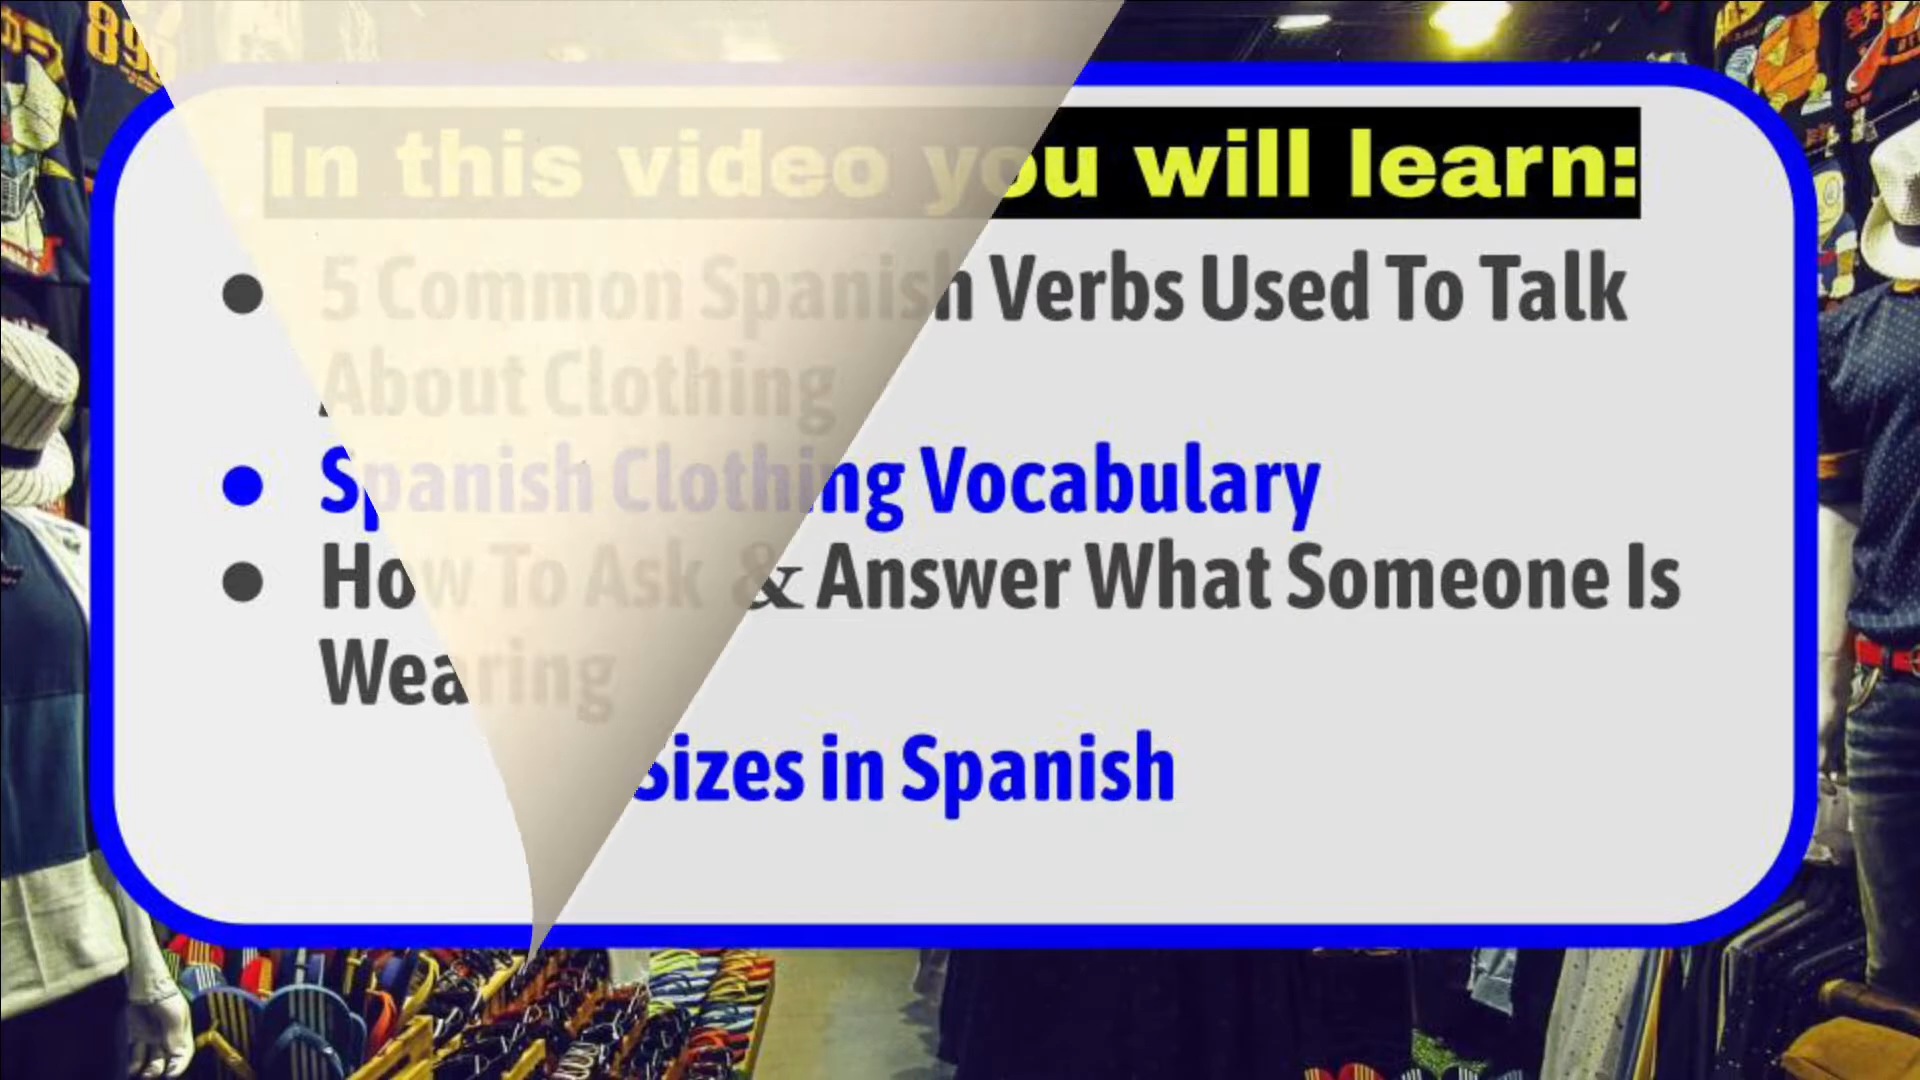 896
In this video you will learn:
5 Common Spanish Verbs Used To Talk
About Clothing
Spanish Clothing Vocabulary
How To Ask & Answer What Someone Is
Wearing
Sizes in Spanish